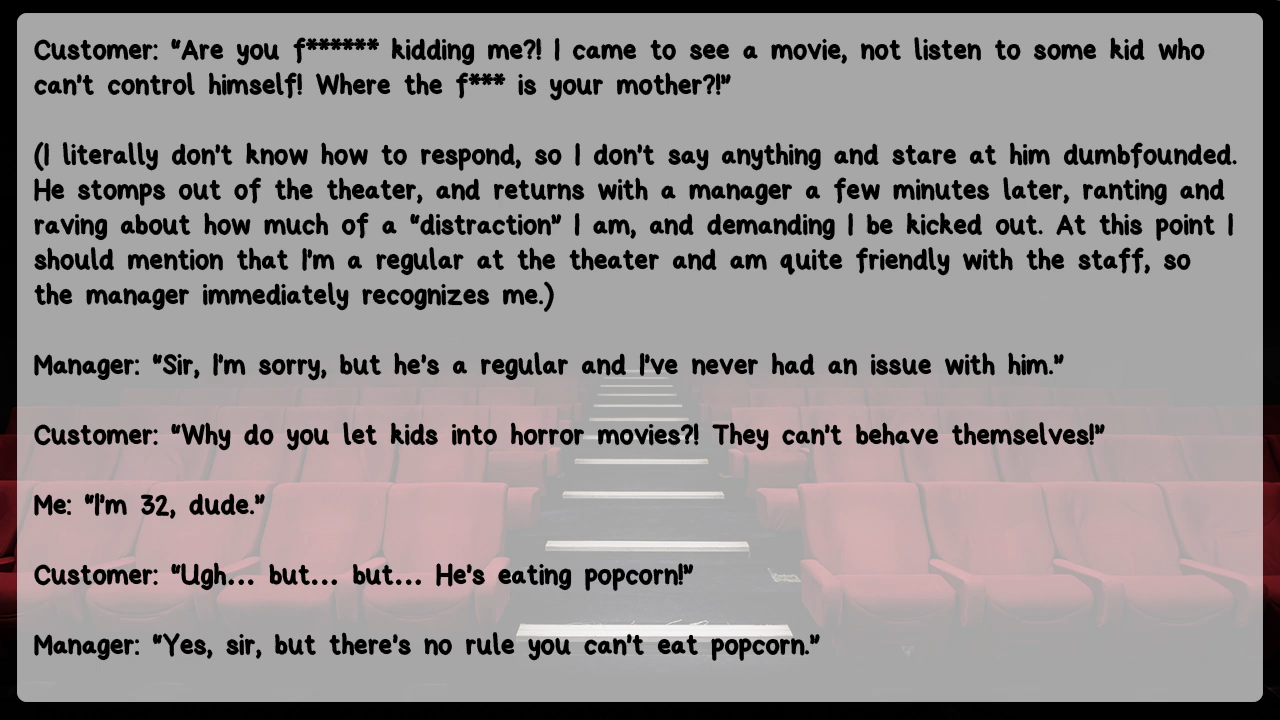 Customer: “Are you f****** kidding me?! I came to see a movie, not listen to some kid who
can't control himself! Where the f*** is your mother?!”
(I literally don't know how to respond, so I don't say anything and stare at him dumbfounded.
He stomps out of the theater, and returns with a manager a few minutes later, ranting and
raving about how much of a “distraction” I am, and demanding I be kicked out. At this point I
should mention that I'm a regular at the theater and am quite friendly with the staff, so
the manager immediately recognizes me.)
Manager: “Sir, I'm sorry, but he's a regular and I've never had an issue with him.”
Customer: “Why do you let kids into horror movies?! They can't behave themselves!”
Me: “I'm 32, dude.”
Customer: “Ugh... but... but... He's eating popcorn!”
Manager: “Yes, sir, but there's no rule you can't eat popcorn.”